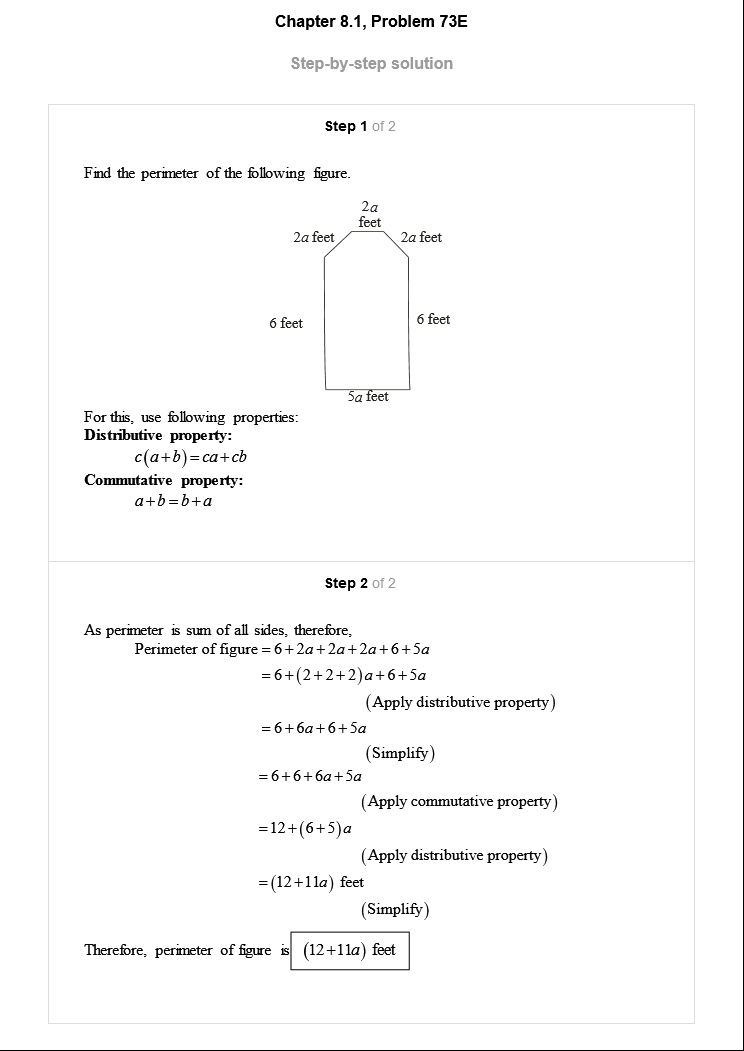 Chapter 8.1, Problem 73E
Step-by-step solution
Step 1 of 2
Find the perimeter of the following figure.
2a
feet
2a feet
2a feet
6 feet
6 feet
5a feet
For this, use following properties:
Distributive property:
c(a+b)=ca+cb
Commutative property:
a+b=b+a
Step 2 of 2
As perimeter is sum of all sides, therefore,
Perimeter of figure = 6+2a+2a+2a+6+5a
=6+(2+2+2)a+6+5a
(Apply distributive property)
=6+6a+6+5a
(Simplify)
=6+6+6a+5a
(Apply commutative property)
=12+(6+5)a
(Apply distributive property)
=(12+11a) feet
(Simplify)
Therefore, perimeter of figure is (12+11a) feet